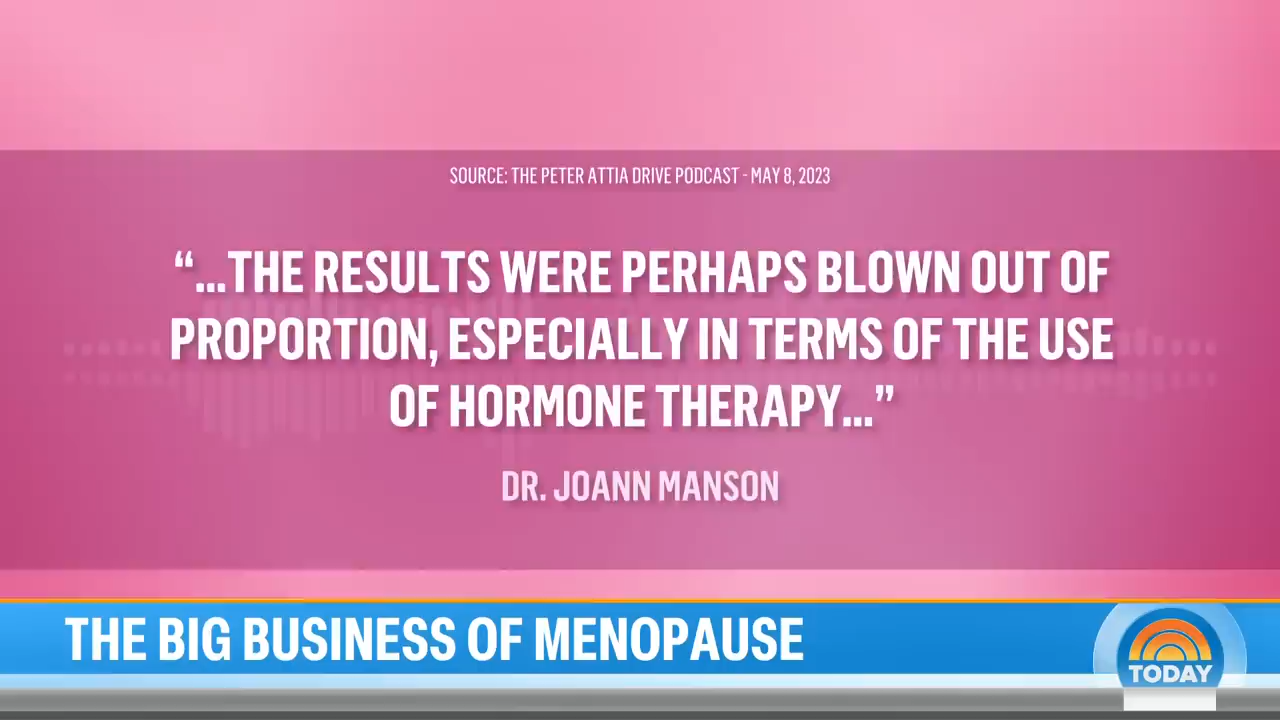 SOURCE: THE PETER ATTIA DRIVE PODCAST - MAY 8, 2023
“...THE RESULTS WERE PERHAPS BLOWN OUT OF
PROPORTION, ESPECIALLY IN TERMS OF THE USE
OF HORMONE THERAPY...”
DR. JOANN MANSON
THE BIG BUSINESS OF MENOPAUSE
TODAY